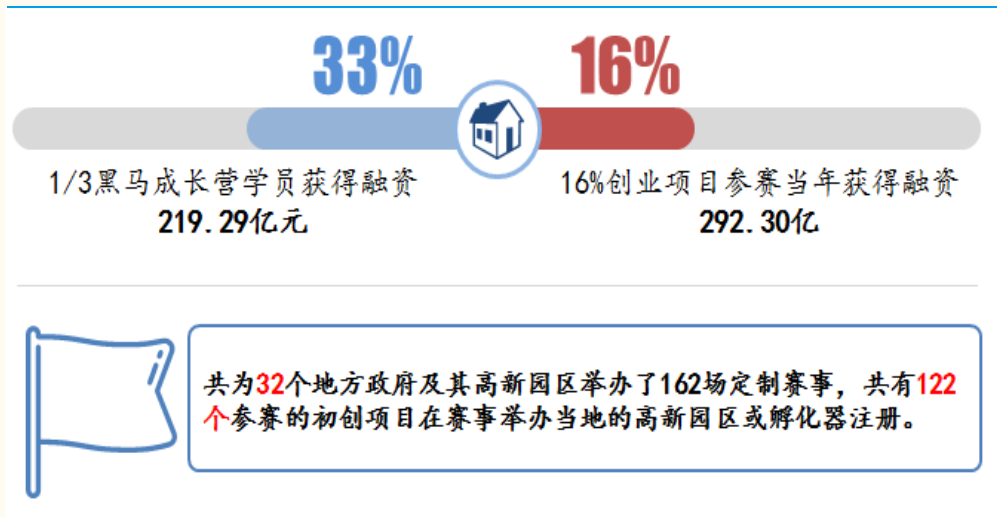 33%
16%
1/3黑马成长营学员获得融资
219.29亿元
16%创业项目参赛当年获得融资
292.30亿
共为32个地方政府及其高新园区举办了162场定制赛事，共有122
个参赛的初创项目在赛事举办当地的高新园区或孵化器注册。